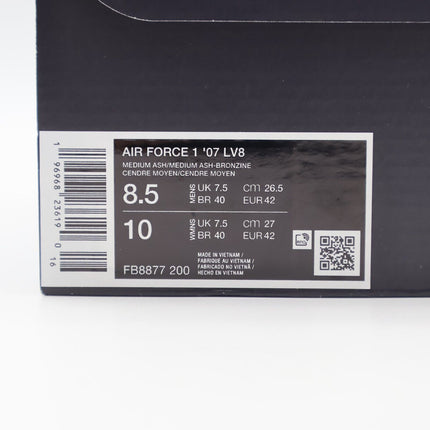 AIR FORCE 1 '07 LV8
MEDIUM ASH/MEDIUM ASH-BRONZINE
CENDRE MOYEN/CENDRE MOYEN
8.5 MENS UK 7.5 cm 26.5
BR 40 EUR 42
10 WMNS UK 7.5 cm 27
BR 40 EUR 42
FB8877 200
MADE IN VIETNAM /
FABRIQUE AU VIETNAM /
FABRICADO NO VIETNÃ /
HECHO EN VIETNAM
1 96968 23619 0 16